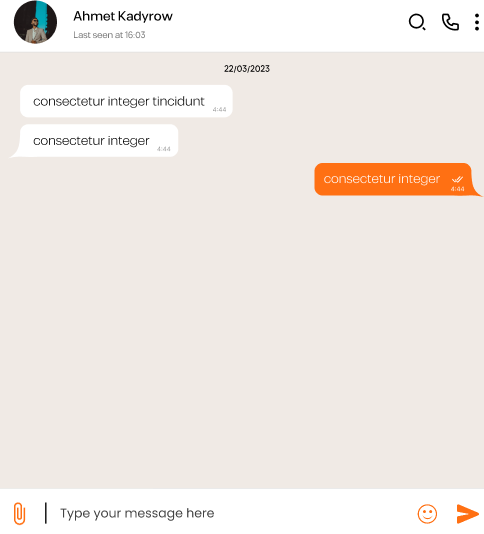 Ahmet Kadyrow
Last seen at 16:03
22/03/2023
consectetur integer tincidunt
4:44
consectetur integer
4:44
consectetur integer
4:44
Type your message here